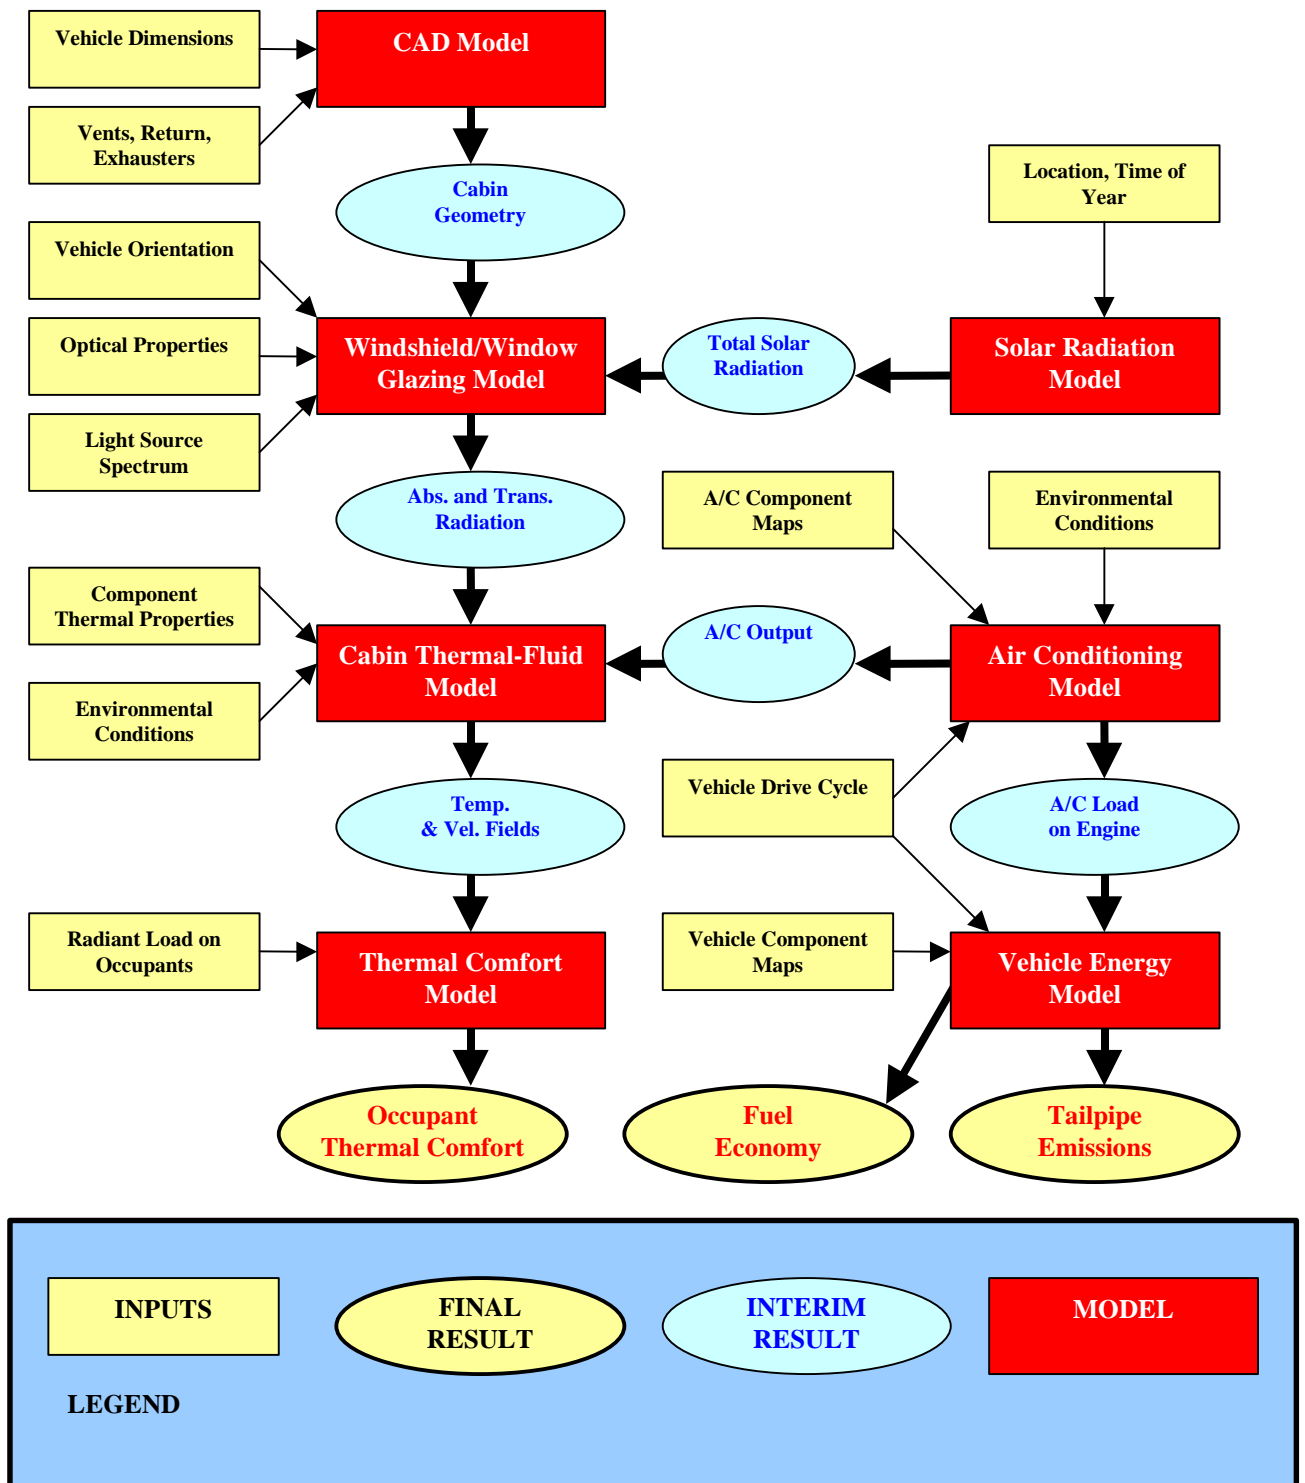 Vehicle Dimensions
CAD Model
Vents, Return,
Exhausters
Cabin
Geometry
Location, Time of
Year
Vehicle Orientation
Optical Properties
Windshield/Window
Glazing Model
Total Solar
Radiation
Solar Radiation
Model
Light Source
Spectrum
Abs. and Trans.
Radiation
A/C Component
Maps
Environmental
Conditions
Component
Thermal Properties
Cabin Thermal-Fluid
Model
A/C Output
Air Conditioning
Model
Environmental
Conditions
Temp.
& Vel. Fields
Vehicle Drive Cycle
A/C Load
on Engine
Radiant Load on
Occupants
Thermal Comfort
Model
Vehicle Component
Maps
Vehicle Energy
Model
Occupant
Thermal Comfort
Fuel
Economy
Tailpipe
Emissions
INPUTS
FINAL
RESULT
INTERIM
RESULT
MODEL
LEGEND